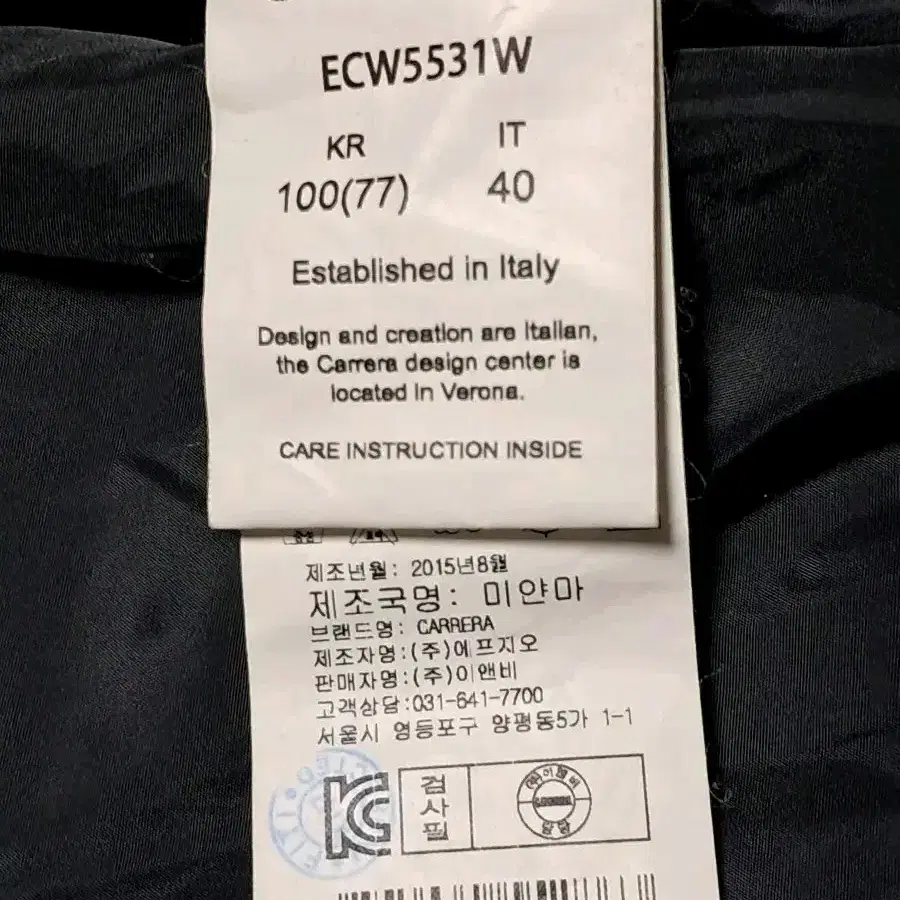 ECW5531W
KR IT
100(77) 40
Established in Italy
Design and creation are Italian,
the Carrera design center is
located in Verona.
CARE INSTRUCTION INSIDE
제조년월: 2015년8월
제조국명: 미얀마
브랜드명: CARRERA
제조자명:(주)에프지오
판매자명:(주)이앤비
고객상담:031-641-7700
서울시 영등포구 양평동5가 1-1
KC
검사필